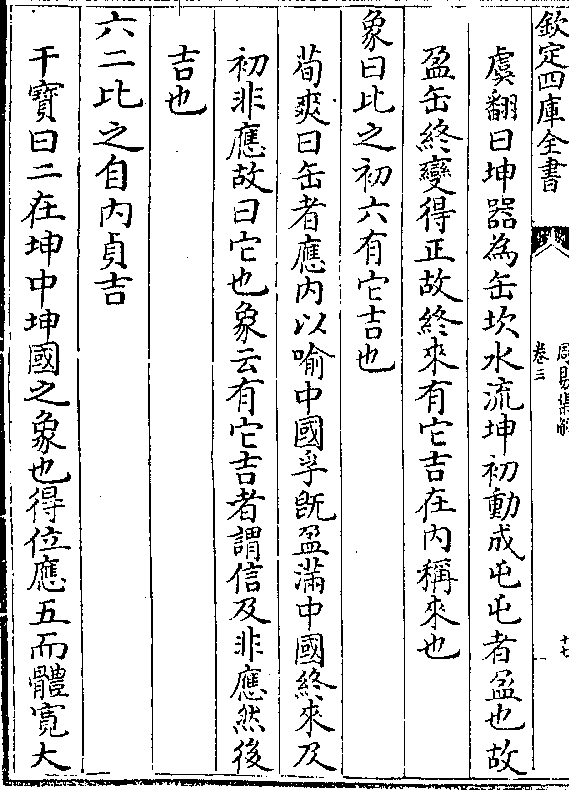 欽定四庫全書
周易集解
卷三
十七
虞翻曰坤器為缶坎水流坤初動成屯屯者盈也故
盈缶終變得正故終來有它吉在內稱來也
象曰比之初六有它吉也
荀爽曰缶者應內以喻中國孚既盈滿中國終來及
初非應故曰它也象云有它吉者謂信及非應然後
吉也
六二比之自內貞吉
干寶曰二在坤中坤國之象也得位應五而體寛大